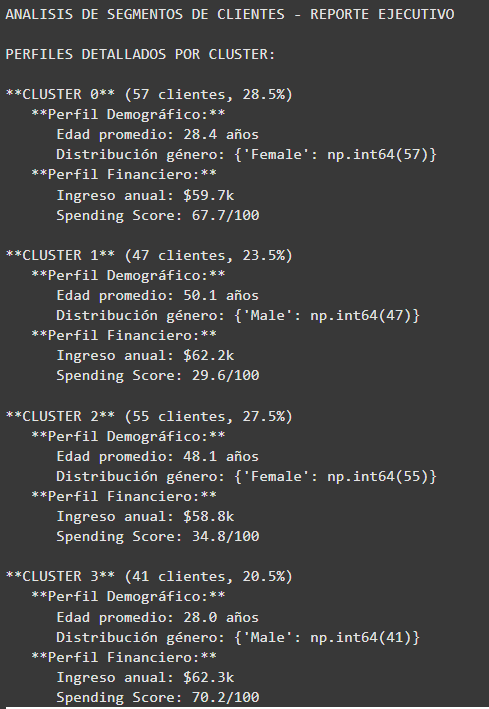 ANALISIS DE SEGMENTOS DE CLIENTES - REPORTE EJECUTIVO
PERFILES DETALLADOS POR CLUSTER:
**CLUSTER 0** (57 clientes, 28.5%)
**Perfil Demográfico:**
Edad promedio: 28.4 años
Distribución género: {'Female': np.int64(57)}
**Perfil Financiero:**
Ingreso anual: $59.7k
Spending Score: 67.7/100
**CLUSTER 1** (47 clientes, 23.5%)
**Perfil Demográfico:**
Edad promedio: 50.1 años
Distribución género: {'Male': np.int64(47)}
**Perfil Financiero:**
Ingreso anual: $62.2k
Spending Score: 29.6/100
**CLUSTER 2** (55 clientes, 27.5%)
**Perfil Demográfico:**
Edad promedio: 48.1 años
Distribución género: {'Female': np.int64(55)}
**Perfil Financiero:**
Ingreso anual: $58.8k
Spending Score: 34.8/100
**CLUSTER 3** (41 clientes, 20.5%)
**Perfil Demográfico:**
Edad promedio: 28.0 años
Distribución género: {'Male': np.int64(41)}
**Perfil Financiero:**
Ingreso anual: $62.3k
Spending Score: 70.2/100